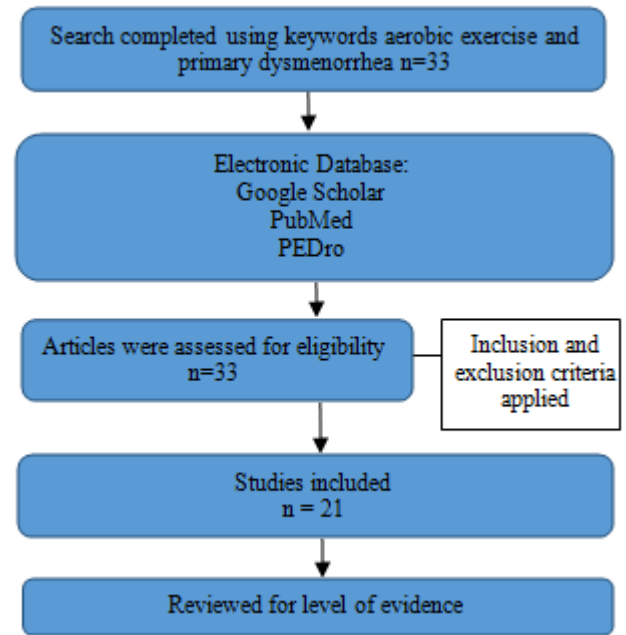 Search completed using keywords aerobic exercise and
primary dysmenorrhea n=33
Electronic Database:
Google Scholar
PubMed
PEDro
Articles were assessed for eligibility
n=33
Inclusion and
exclusion criteria
applied
Studies included
n = 21
Reviewed for level of evidence